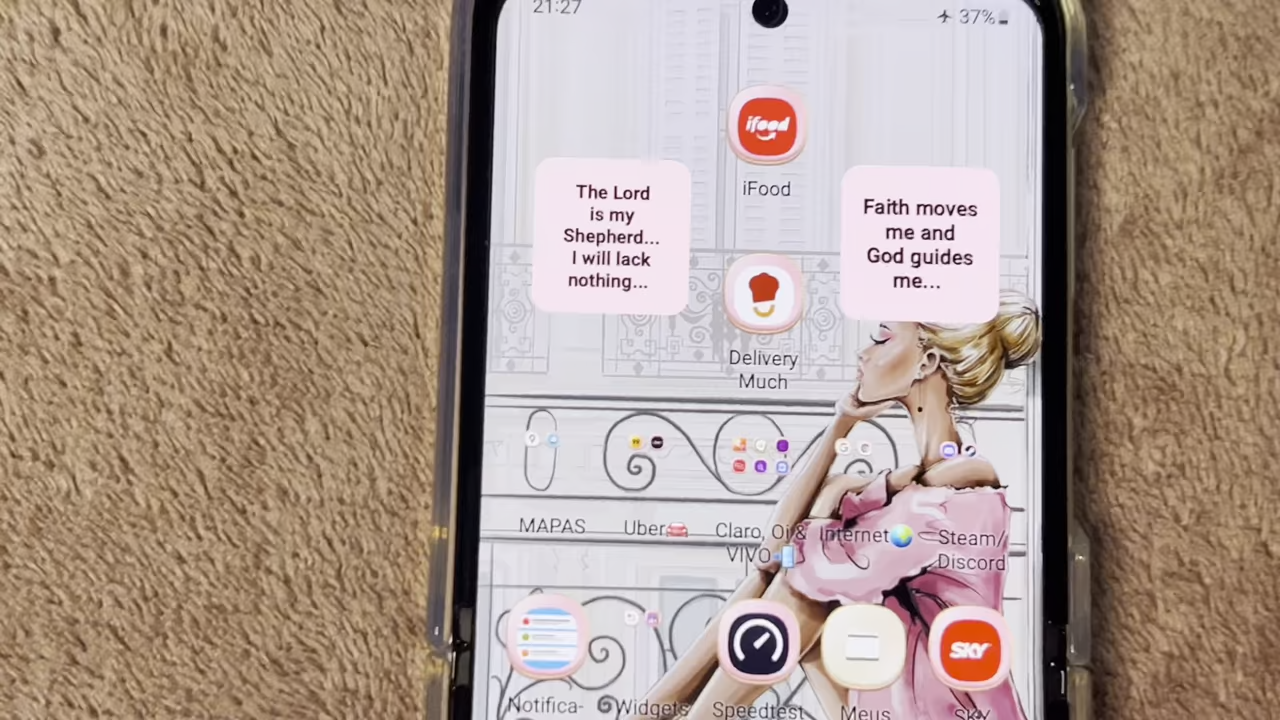 21:27
37%
ifood
iFood
The Lord
is my
Shepherd...
I will lack
nothing...
Faith moves
me and
God guides
me...
Delivery
Much
MAPAS
Uber🚘
Claro, Oi &
VIVO📲
Internet🌎
Steam/
Discord
SKY
Notifica-
Widgets
Speedtest
Meus
SKY